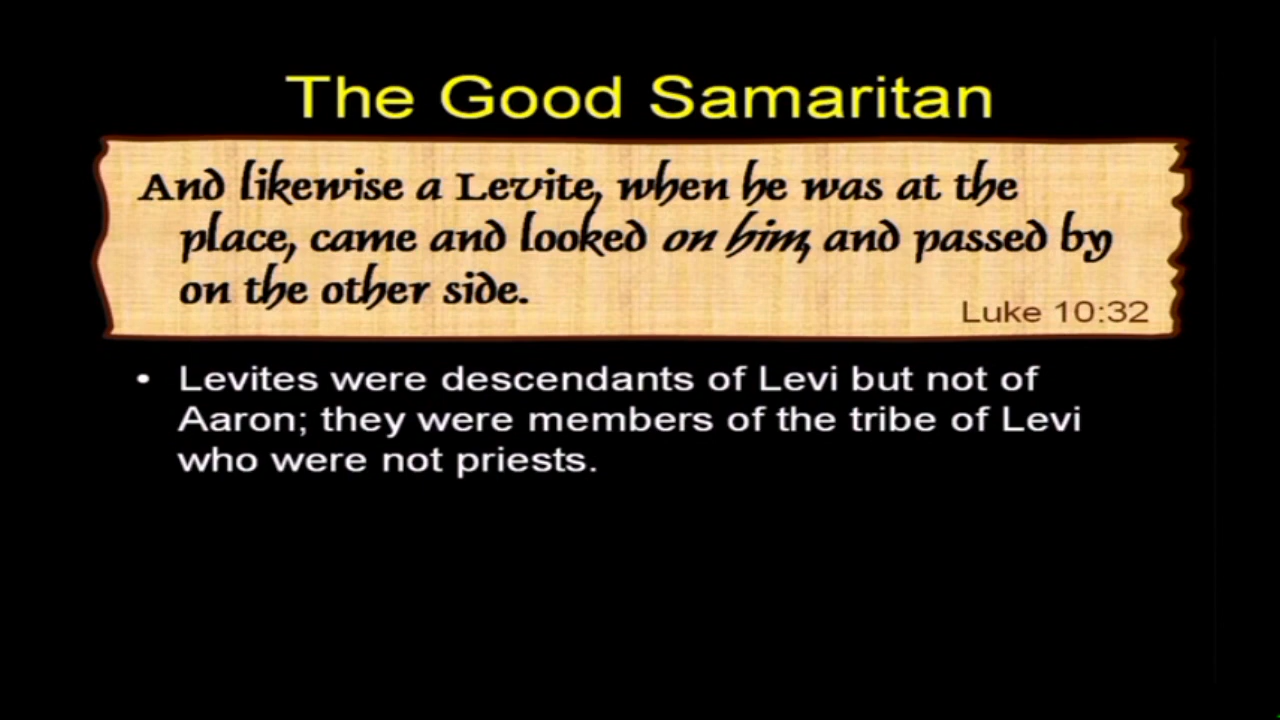 The Good Samaritan
And likewise a Levite, when he was at the
place, came and looked on him, and passed by
on the other side.
Luke 10:32
• Levites were descendants of Levi but not of
Aaron; they were members of the tribe of Levi
who were not priests.